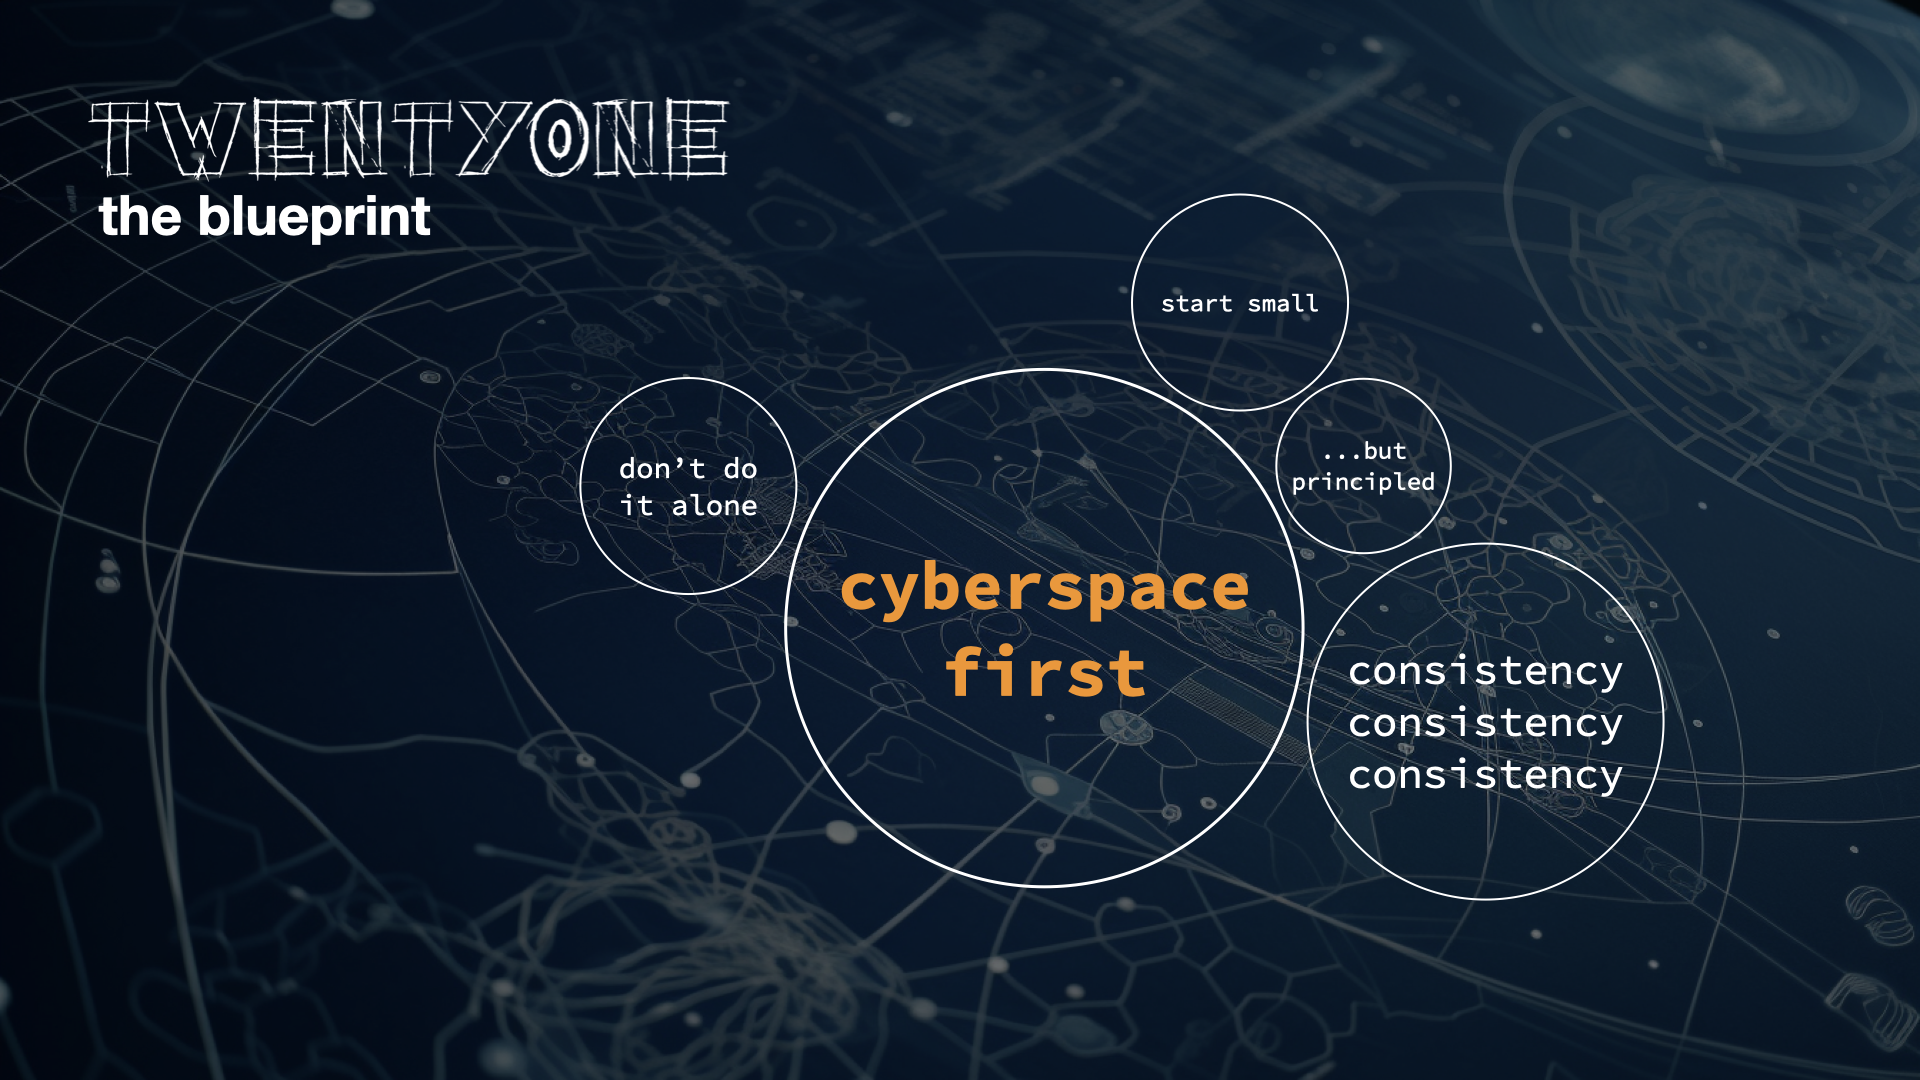 TWENTYONE
the blueprint
start small
...but
principled
don’t do
it alone
cyberspace
first
consistency
consistency
consistency